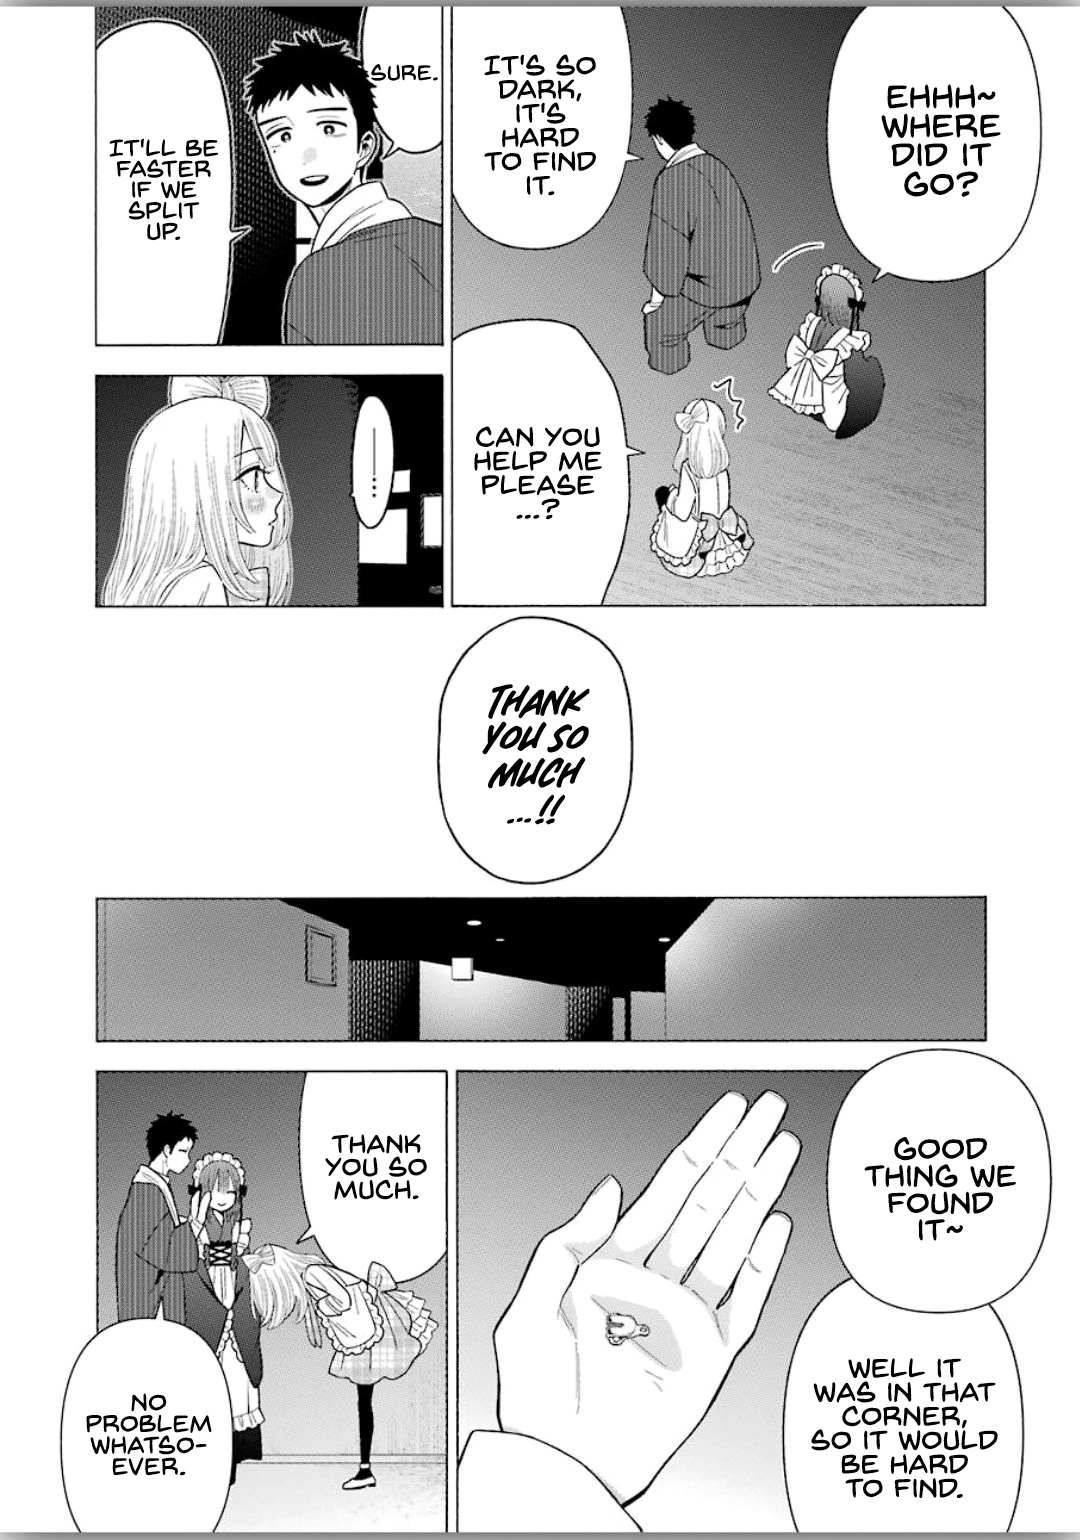 EHHH~
WHERE
DID IT
GO?
IT'S SO
DARK,
IT'S
HARD
TO FIND
IT.
CAN YOU
HELP ME
PLEASE
...?
SURE.
IT'LL BE
FASTER
IF WE
SPLIT
UP.
.........
THANK
YOU SO
MUCH
...!!
GOOD
THING WE
FOUND
IT~
WELL IT
WAS IN THAT
CORNER,
SO IT WOULD
BE HARD
TO FIND.
THANK
YOU SO
MUCH.
NO
PROBLEM
WHATSO-
EVER.